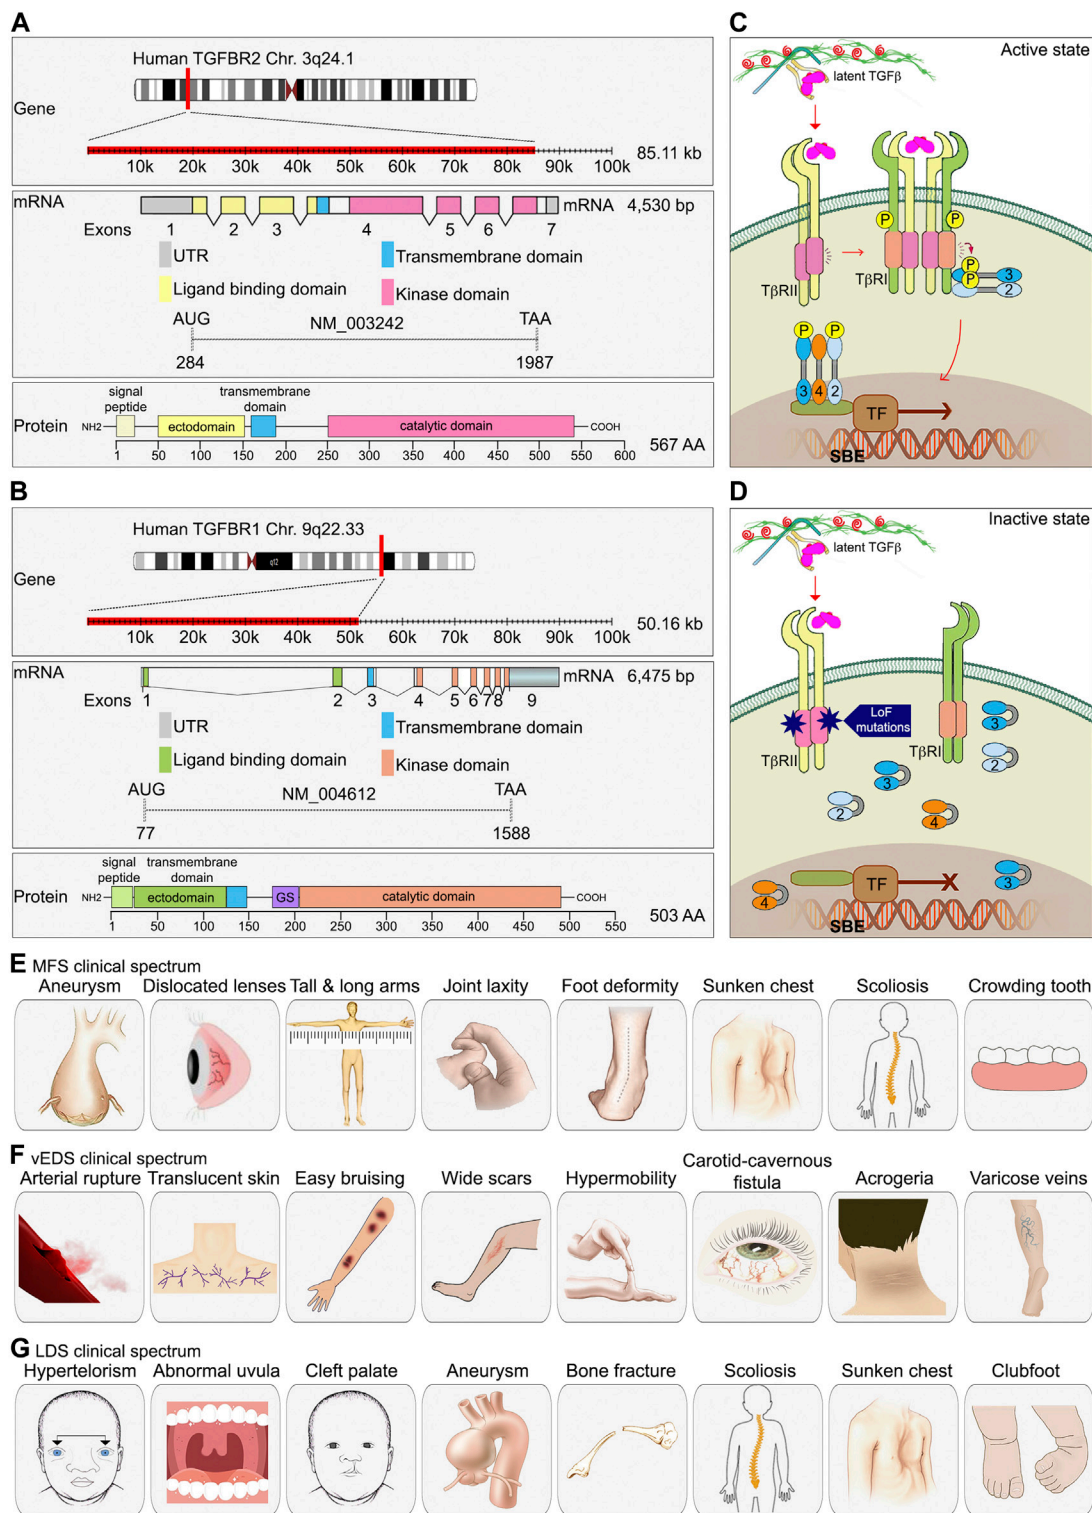 A
Human TGFBR2 Chr. 3q24.1
Gene
10k 20k 30k 40k 50k 60k 70k 80k 90k 100k
85.11 kb
mRNA
mRNA 4,530 bp
Exons 1 2 3 4 5 6 7
UTR
Transmembrane domain
Ligand binding domain
Kinase domain
AUG NM_003242 TAA
284 1987
signal peptide
transmembrane domain
Protein NH2 ectodomain catalytic domain COOH
1 50 100 150 200 250 300 350 400 450 500 550 600
567 AA
B
Human TGFBR1 Chr. 9q22.33
q12
Gene
10k 20k 30k 40k 50k 60k 70k 80k 90k 100k
50.16 kb
mRNA
mRNA 6,475 bp
Exons 1 2 3 4 5 6 7 8 9
UTR
Transmembrane domain
Ligand binding domain
Kinase domain
AUG NM_004612 TAA
77 1588
signal peptide
transmembrane domain
Protein NH2 ectodomain GS catalytic domain COOH
1 50 100 150 200 250 300 350 400 450 500 550
503 AA
C
Active state
latent TGFβ
P P
TβRII TβRI
P
P
3
2
P P
3 4 2
TF
SBE
D
Inactive state
latent TGFβ
LoF
mutations
TβRII TβRI
3
2
3
2
4
TF X
3
4
SBE
E MFS clinical spectrum
Aneurysm Dislocated lenses Tall & long arms Joint laxity Foot deformity Sunken chest Scoliosis Crowding tooth
F vEDS clinical spectrum
Arterial rupture Translucent skin Easy bruising Wide scars Hypermobility Carotid-cavernous fistula Acrogeria Varicose veins
G LDS clinical spectrum
Hypertelorism Abnormal uvula Cleft palate Aneurysm Bone fracture Scoliosis Sunken chest Clubfoot